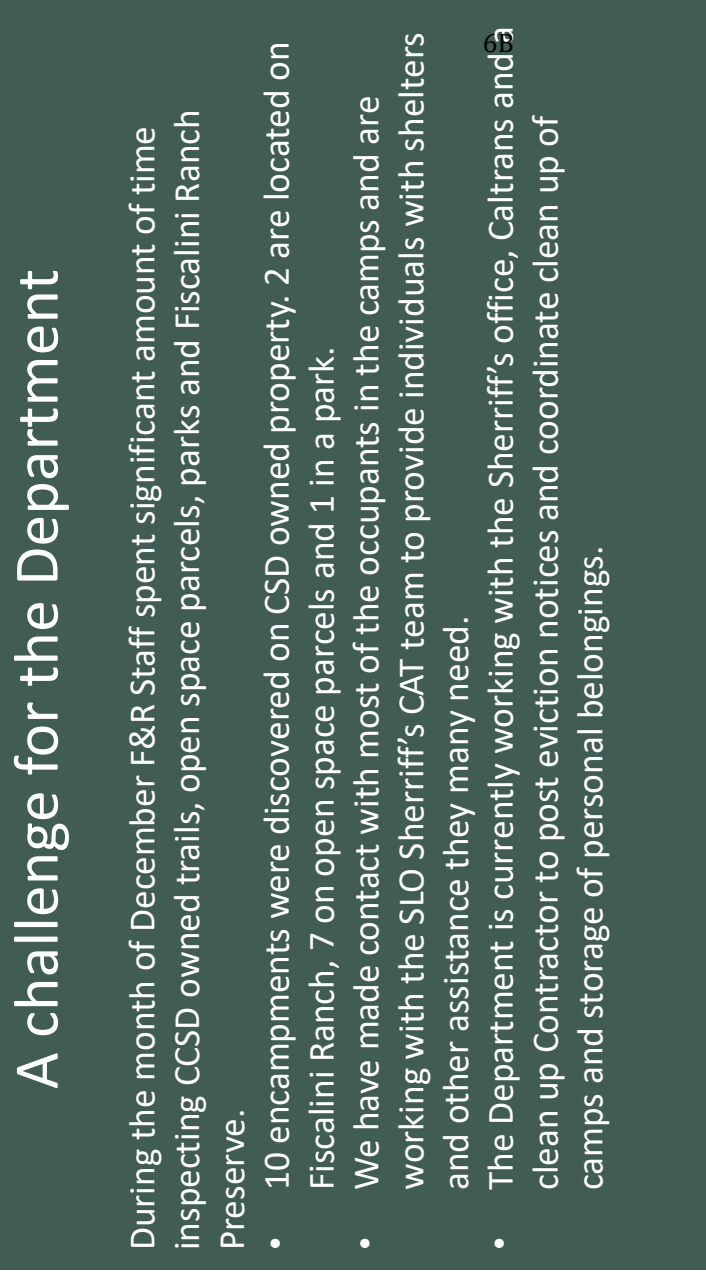 A challenge for the Department
During the month of December F&R Staff spent significant amount of time
inspecting CCSD owned trails, open space parcels, parks and Fiscalini Ranch
Preserve.
• 10 encampments were discovered on CSD owned property. 2 are located on
Fiscalini Ranch, 7 on open space parcels and 1 in a park.
• We have made contact with most of the occupants in the camps and are
working with the SLO Sherriff’s CAT team to provide individuals with shelters
and other assistance they many need.
• The Department is currently working with the Sherriff’s office, Caltrans and a
clean up Contractor to post eviction notices and coordinate clean up of
camps and storage of personal belongings.
6B